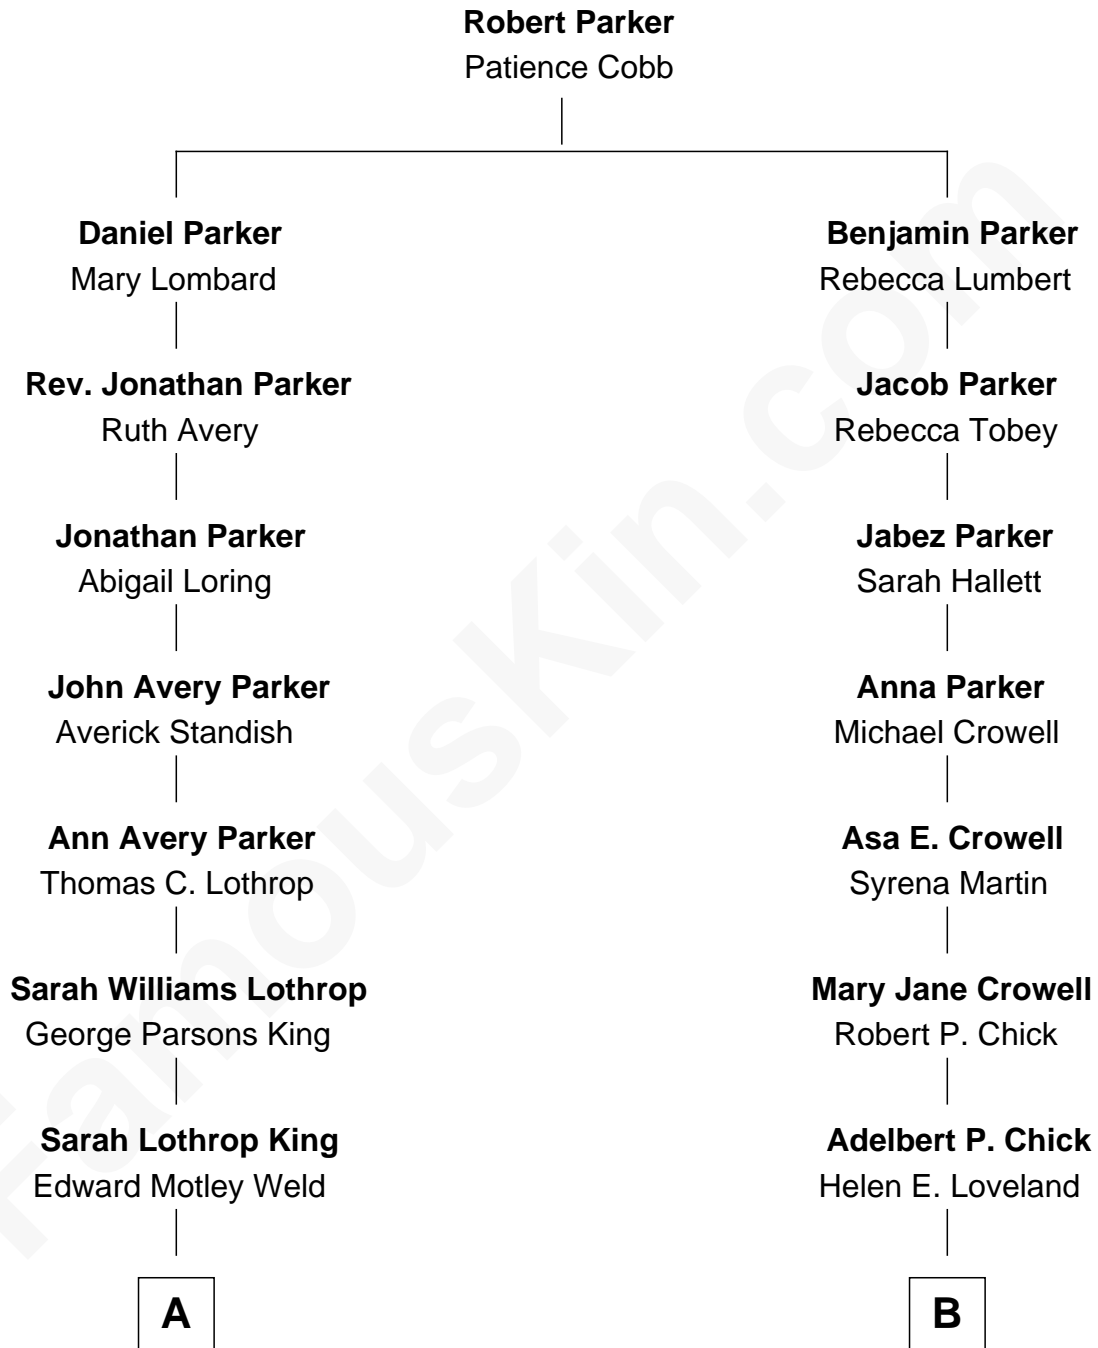 Robert Parker
Patience Cobb
Daniel Parker
Mary Lombard
Benjamin Parker
Rebecca Lumbert
Rev. Jonathan Parker
Ruth Avery
Jacob Parker
Rebecca Tobey
Jonathan Parker
Abigail Loring
Jabez Parker
Sarah Hallett
John Avery Parker
Averick Standish
Anna Parker
Michael Crowell
Ann Avery Parker
Thomas C. Lothrop
Asa E. Crowell
Syrena Martin
Sarah Williams Lothrop
George Parsons King
Mary Jane Crowell
Robert P. Chick
Sarah Lothrop King
Edward Motley Weld
Adelbert P. Chick
Helen E. Loveland
A
B
FamousKin.com